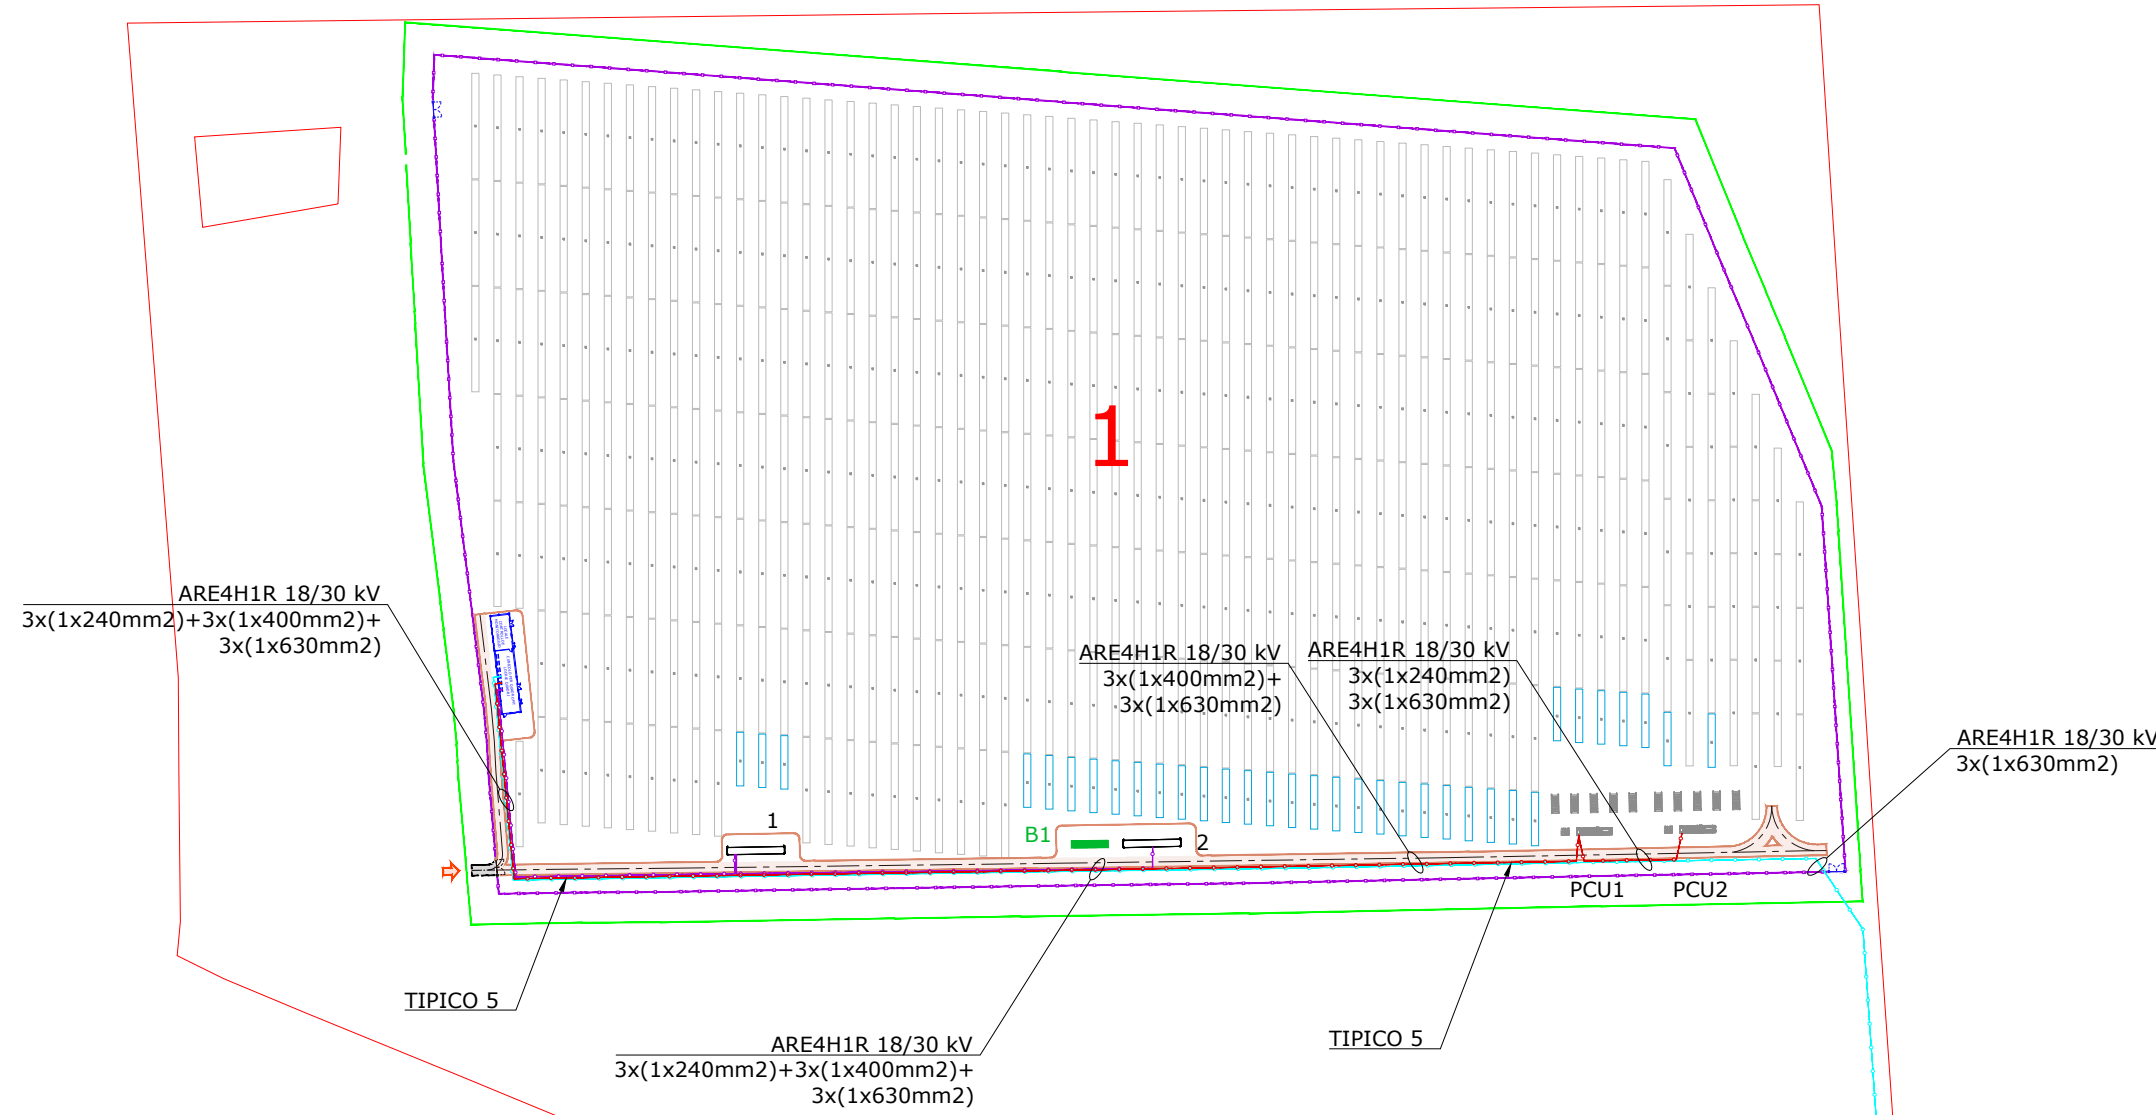 1
ARE4H1R 18/30 kV
3x(1x240mm2)+3x(1x400mm2)+
3x(1x630mm2)
ARE4H1R 18/30 kV
3x(1x400mm2)+
3x(1x630mm2)
ARE4H1R 18/30 kV
3x(1x240mm2)
3x(1x630mm2)
ARE4H1R 18/30 kV
3x(1x630mm2)
1
B1
2
PCU1
PCU2
TIPICO 5
TIPICO 5
ARE4H1R 18/30 kV
3x(1x240mm2)+3x(1x400mm2)+
3x(1x630mm2)